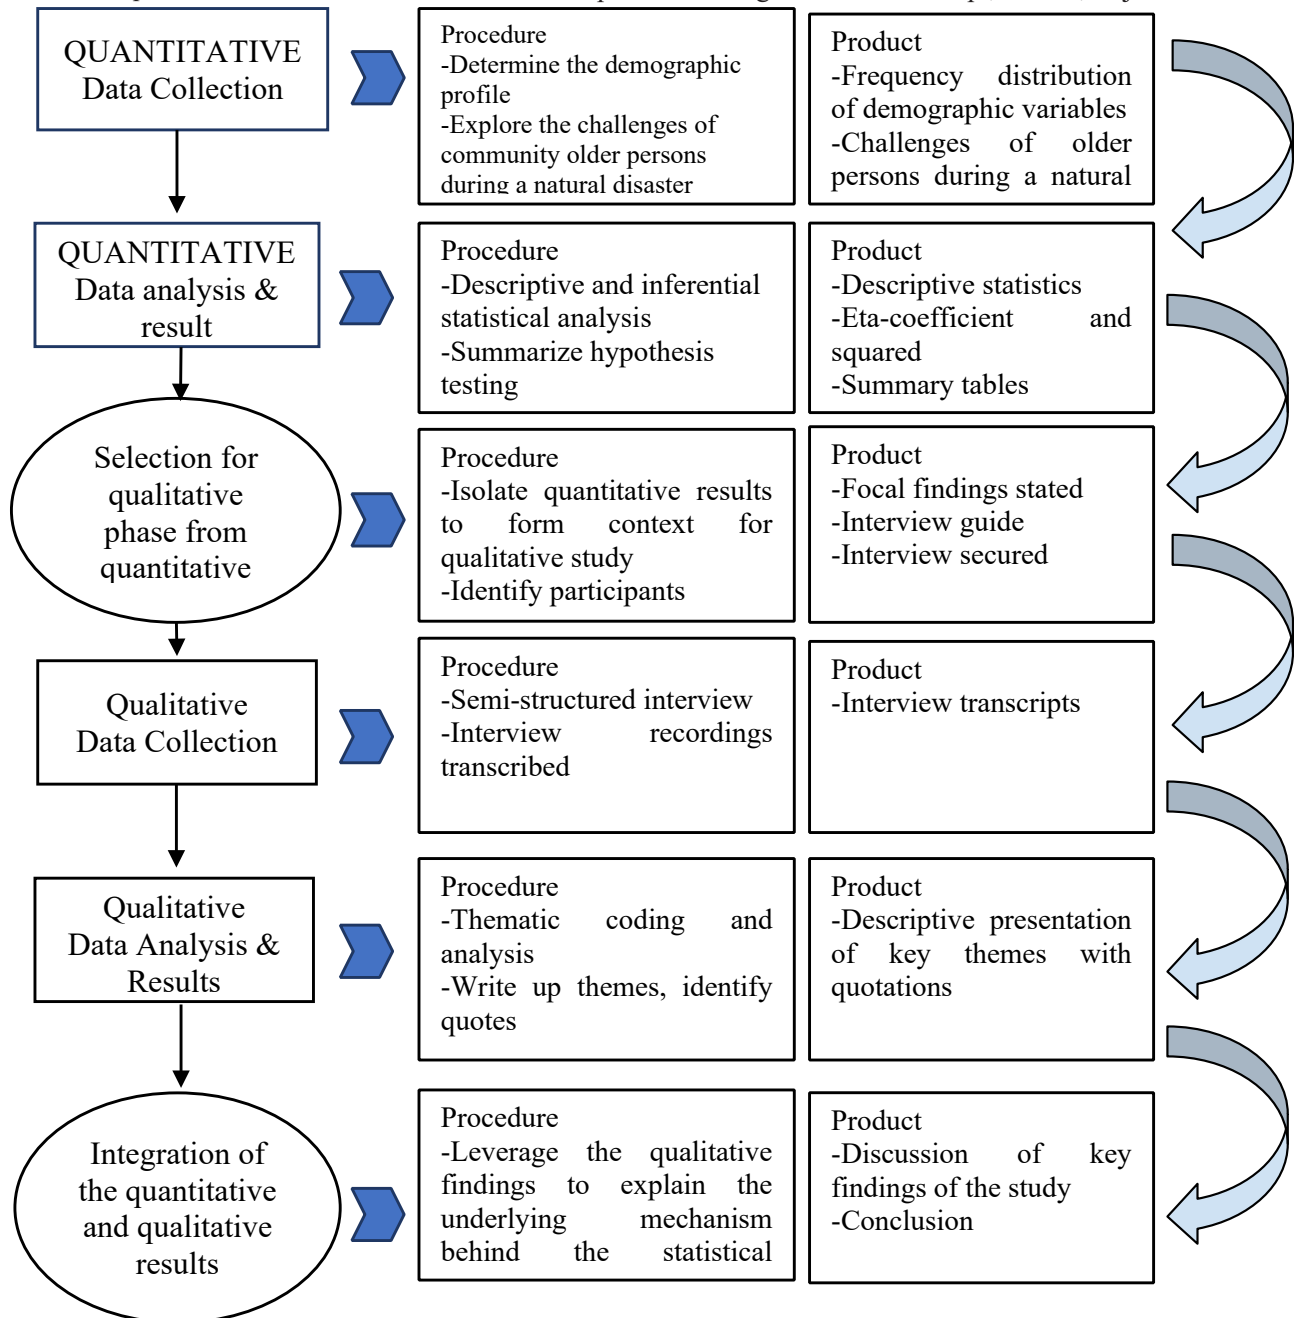 QUANTITATIVE
Data Collection
Procedure
-Determine the demographic
profile
-Explore the challenges of
community older persons
during a natural disaster
Product
-Frequency distribution
of demographic variables
-Challenges of older
persons during a natural
QUANTITATIVE
Data analysis &
result
Procedure
-Descriptive and inferential
statistical analysis
-Summarize hypothesis
testing
Product
-Descriptive statistics
-Eta-coefficient and
squared
-Summary tables
Selection for
qualitative
phase from
quantitative
Procedure
-Isolate quantitative results
to form context for
qualitative study
-Identify participants
Product
-Focal findings stated
-Interview guide
-Interview secured
Qualitative
Data Collection
Procedure
-Semi-structured interview
-Interview recordings
transcribed
Product
-Interview transcripts
Qualitative
Data Analysis &
Results
Procedure
-Thematic coding and
analysis
-Write up themes, identify
quotes
Product
-Descriptive presentation
of key themes with
quotations
Integration of
the quantitative
and qualitative
results
Procedure
-Leverage the qualitative
findings to explain the
underlying mechanism
behind the statistical
Product
-Discussion of key
findings of the study
-Conclusion